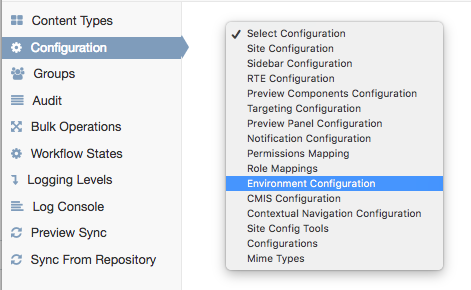 Content Types
Configuration
Groups
Audit
Bulk Operations
Workflow States
Logging Levels
Log Console
Preview Sync
Sync From Repository
Select Configuration
Site Configuration
Sidebar Configuration
RTE Configuration
Preview Components Configuration
Targeting Configuration
Preview Panel Configuration
Notification Configuration
Permissions Mapping
Role Mappings
Environment Configuration
CMIS Configuration
Contextual Navigation Configuration
Site Config Tools
Configurations
Mime Types